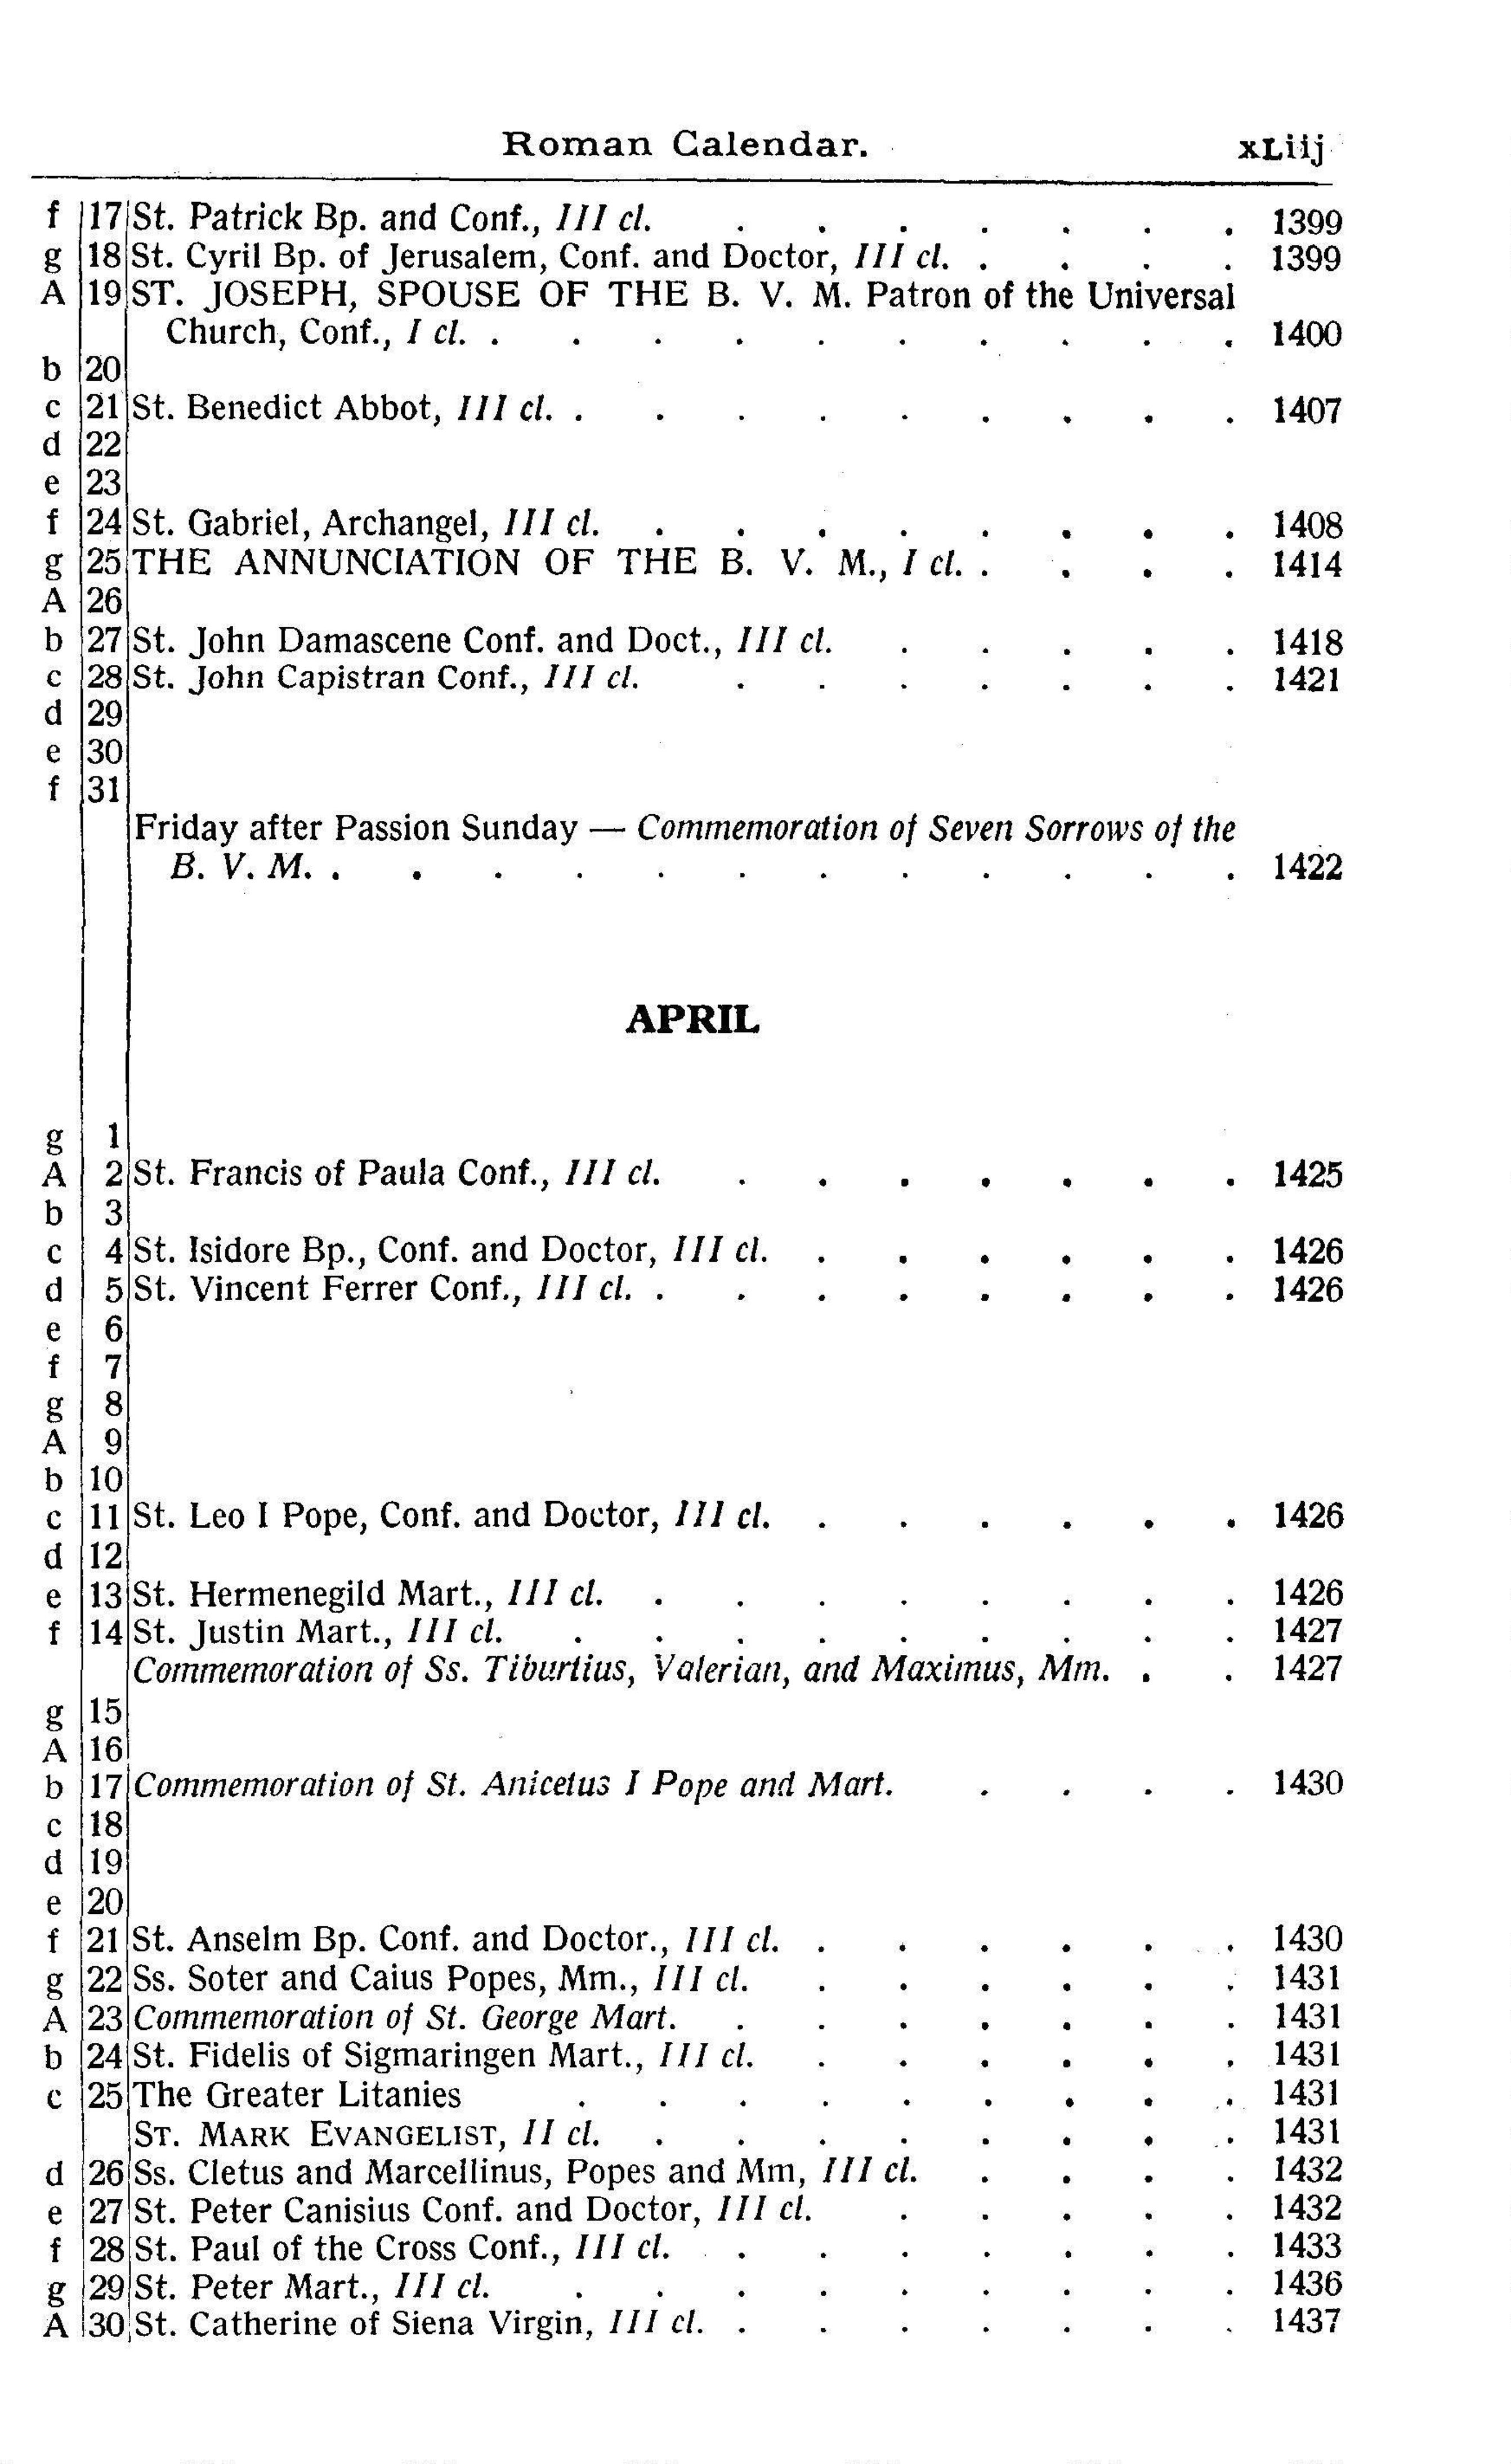 Roman Calendar. xLiij
f 17 St. Patrick Bp. and Conf., III cl. . . . . . . . 1399
g 18 St. Cyril Bp. of Jerusalem, Conf. and Doctor, III cl. . . . . 1399
A 19 ST. JOSEPH, SPOUSE OF THE B. V. M. Patron of the Universal
Church, Conf., I cl. . . . . . . . . . . 1400
b 20
c 21 St. Benedict Abbot, III cl. . . . . . . . . . 1407
d 22
e 23
f 24 St. Gabriel, Archangel, III cl. . . . . . . . . 1408
g 25 THE ANNUNCIATION OF THE B. V. M., I cl. . . . . 1414
A 26
b 27 St. John Damascene Conf. and Doct., III cl. . . . . . 1418
c 28 St. John Capistran Conf., III cl. . . . . . . . 1421
d 29
e 30
f 31
Friday after Passion Sunday — Commemoration of Seven Sorrows of the
B. V. M. . . . . . . . . . . . . 1422
APRIL
g 1
A 2 St. Francis of Paula Conf., III cl. . . . . . . . 1425
b 3
c 4 St. Isidore Bp., Conf. and Doctor, III cl. . . . . . . 1426
d 5 St. Vincent Ferrer Conf., III cl. . . . . . . . . 1426
e 6
f 7
g 8
A 9
b 10
c 11 St. Leo I Pope, Conf. and Doctor, III cl. . . . . . . 1426
d 12
e 13 St. Hermenegild Mart., III cl. . . . . . . . . 1426
f 14 St. Justin Mart., III cl. . . . . . . . . . 1427
Commemoration of Ss. Tiburtius, Valerian, and Maximus, Mm. . . 1427
g 15
A 16
b 17 Commemoration of St. Anicetus I Pope and Mart. . . . . 1430
c 18
d 19
e 20
f 21 St. Anselm Bp. Conf. and Doctor., III cl. . . . . . . 1430
g 22 Ss. Soter and Caius Popes, Mm., III cl. . . . . . . 1431
A 23 Commemoration of St. George Mart. . . . . . . . 1431
b 24 St. Fidelis of Sigmaringen Mart., III cl. . . . . . . 1431
c 25 The Greater Litanies . . . . . . . . . 1431
ST. MARK EVANGELIST, II cl. . . . . . . . . 1431
d 26 Ss. Cletus and Marcellinus, Popes and Mm, III cl. . . . . 1432
e 27 St. Peter Canisius Conf. and Doctor, III cl. . . . . . 1432
f 28 St. Paul of the Cross Conf., III cl. . . . . . . . 1433
g 29 St. Peter Mart., III cl. . . . . . . . . . 1436
A 30 St. Catherine of Siena Virgin, III cl. . . . . . . . 1437